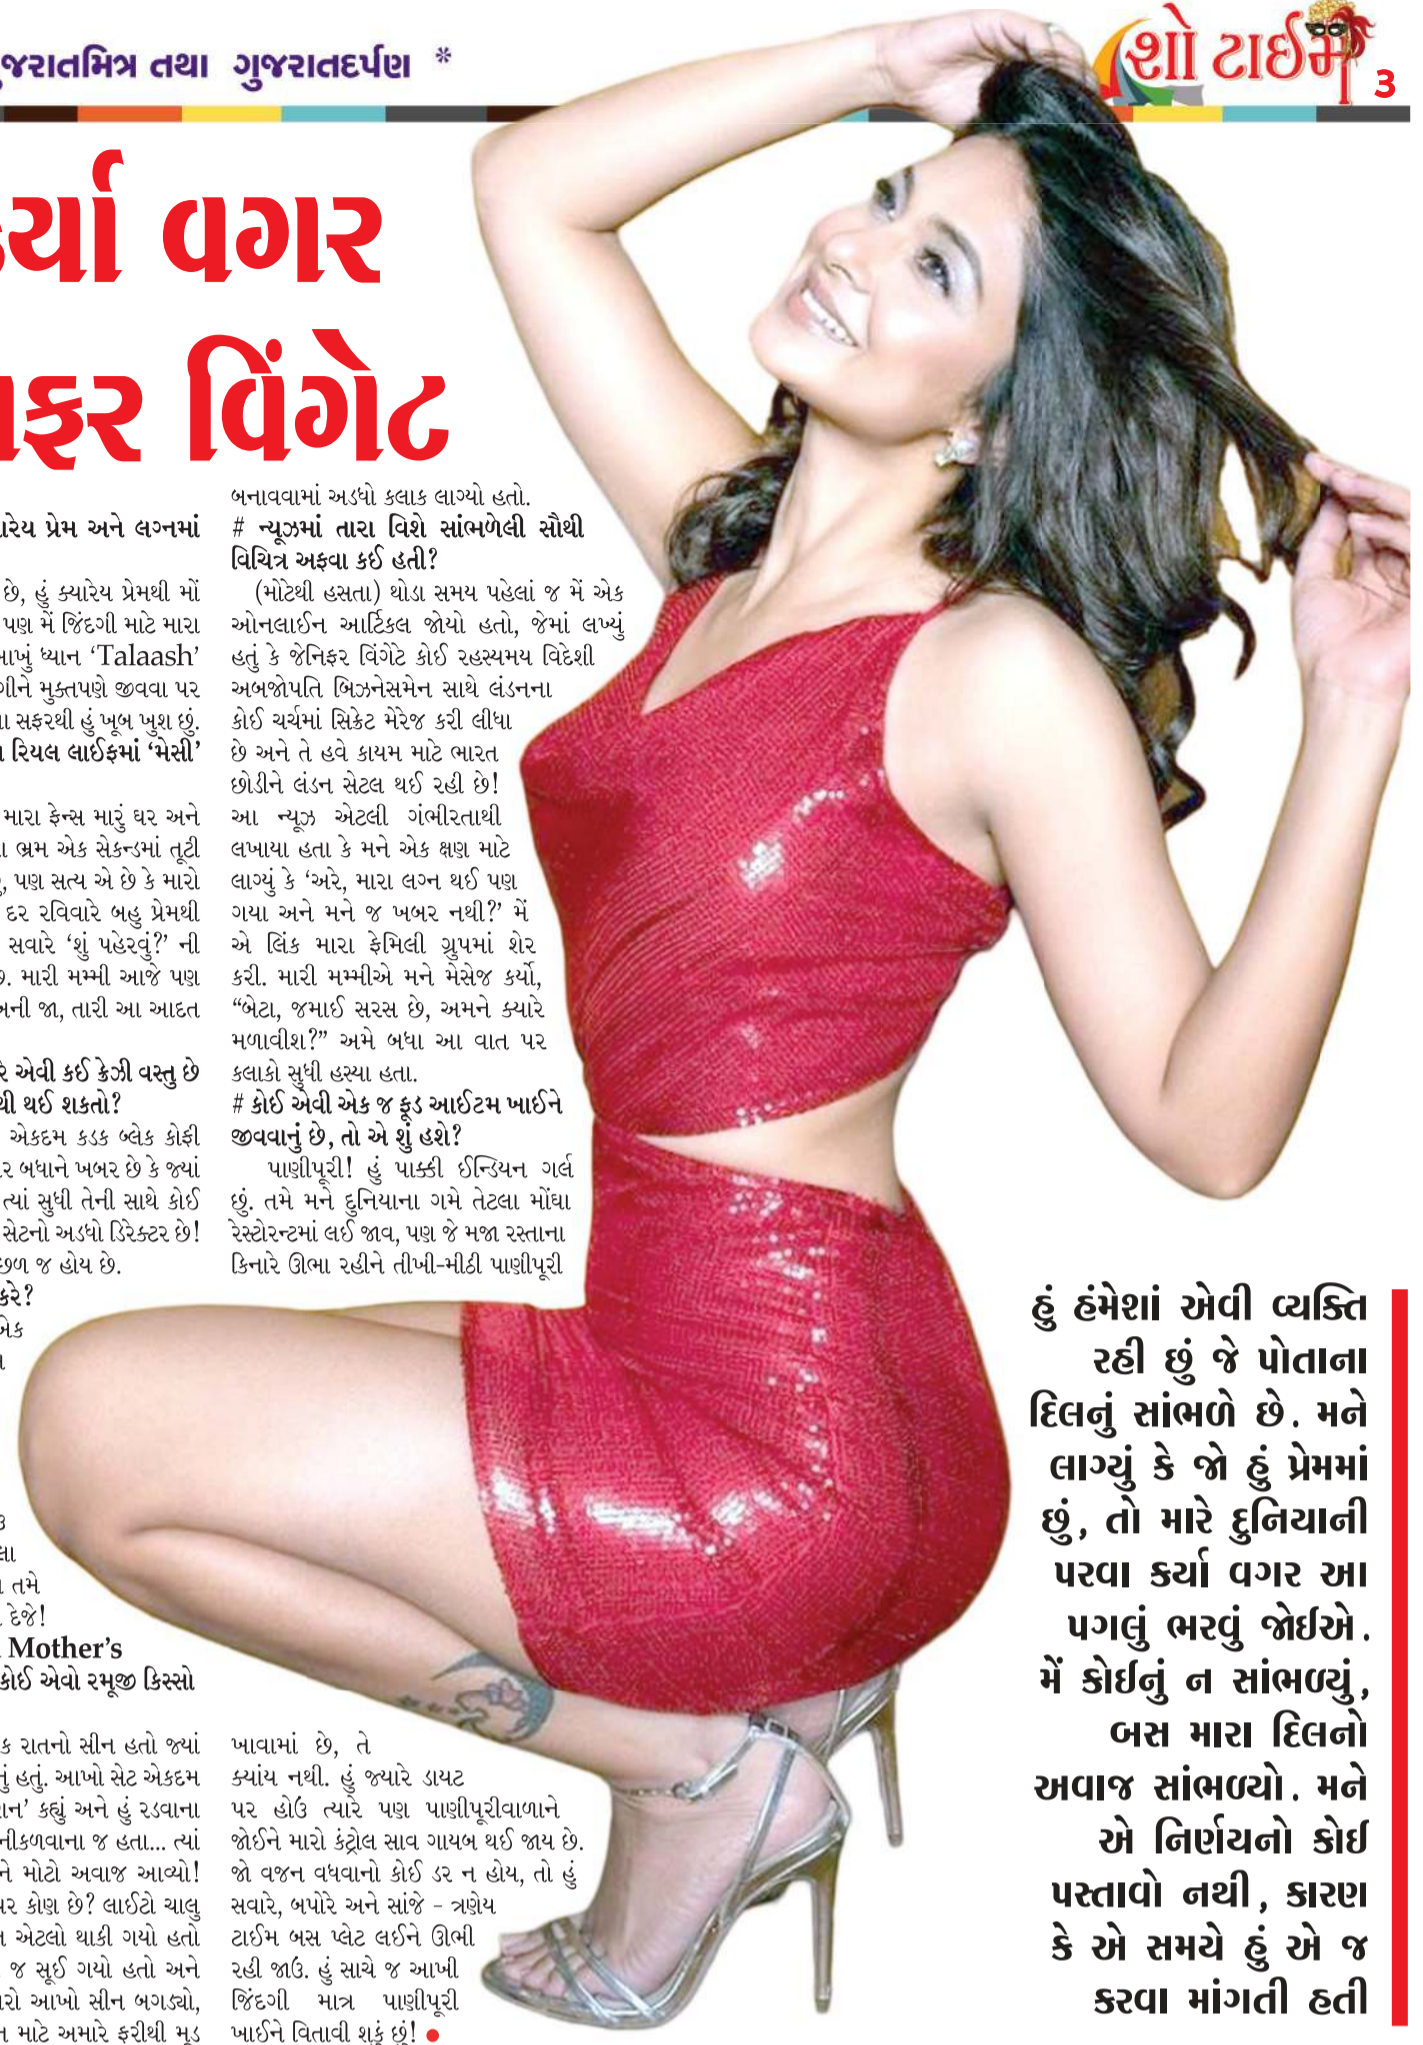 જરાતમિત્ર તથા ગુજરાતદર્પણ *
શો ટાઈમ 3
ર્યા વગર
ફર વિંગેટ
રેય પ્રેમ અને લગ્નમાં
છે, હું ક્યારેય પ્રેમથી મોં
પણ મેં જિંદગી માટે મારા
ધ્યાન ‘Talaash’
મુક્તપણે જીવવા પર
સફરથી હું ખૂબ ખુશ છું.
રિયલ લાઈફમાં ‘મેસી’
મારા ફેન્સ મારું ઘર અને
ભ્રમ એક સેકન્ડમાં તૂટી
પણ સત્ય એ છે કે મારો
દર રવિવારે બહુ પ્રેમથી
સવારે ‘શું પહેરવું?’ ની
મારી મમ્મી આજે પણ
જા, તારી આ આદત
એવી કઈ ક્રેઝી વસ્તુ છે
થઈ શકતો?
એકદમ કડક બ્લેક કોફી
બધાને ખબર છે કે જ્યાં
ત્યાં સુધી તેની સાથે કોઈ
સેટનો અડધો ડિરેક્ટર છે!
જ હોય છે.
કરે?
તમે
દેજે!
Mother’s
કોઈ એવો રમૂજી કિસ્સો
રાતનો સીન હતો જ્યાં
હતું. આખો સેટ એકદમ
કહ્યું અને હું રડવાના
નીકળવાના જ હતા... ત્યાં
મોટો અવાજ આવ્યો!
કોણ છે? લાઈટો ચાલુ
એટલો થાકી ગયો હતો
જ સૂઈ ગયો હતો અને
આખો સીન બગડ્યો,
માટે અમારે ફરીથી મૂડ
બનાવવામાં અડધો કલાક લાગ્યો હતો.
# ન્યૂઝમાં તારા વિશે સાંભળેલી સૌથી
વિચિત્ર અફવા કઈ હતી?
(મોટેથી હસતા) થોડા સમય પહેલાં જ મેં એક
ઓનલાઈન આર્ટિકલ જોયો હતો, જેમાં લખ્યું
હતું કે જેનિફર વિંગેટે કોઈ રહસ્યમય વિદેશી
અબજોપતિ બિઝનેસમેન સાથે લંડનના
કોઈ ચર્ચમાં સિક્રેટ મેરેજ કરી લીધા
છે અને તે હવે કાયમ માટે ભારત
છોડીને લંડન સેટલ થઈ રહી છે!
આ ન્યૂઝ એટલી ગંભીરતાથી
લખાયા હતા કે મને એક ક્ષણ માટે
લાગ્યું કે ‘અરે, મારા લગ્ન થઈ પણ
ગયા અને મને જ ખબર નથી?’ મેં
એ લિંક મારા ફેમિલી ગ્રુપમાં શેર
કરી. મારી મમ્મીએ મને મેસેજ કર્યો,
“બેટા, જમાઈ સરસ છે, અમને ક્યારે
મળાવીશ?” અમે બધા આ વાત પર
કલાકો સુધી હસ્યા હતા.
# કોઈ એવી એક જ ફૂડ આઈટમ ખાઈને
જીવવાનું છે, તો એ શું હશે?
પાણીપૂરી! હું પાક્કી ઈન્ડિયન ગર્લ
છું. તમે મને દુનિયાના ગમે તેટલા મોંઘા
રેસ્ટોરન્ટમાં લઈ જાવ, પણ જે મજા રસ્તાના
કિનારે ઊભા રહીને તીખી-મીઠી પાણીપૂરી
ખાવામાં છે, તે
ક્યાંય નથી. હું જ્યારે ડાયટ
પર હોઉં ત્યારે પણ પાણીપૂરીવાળાને
જોઈને મારો કંટ્રોલ સાવ ગાયબ થઈ જાય છે.
જો વજન વધવાનો કોઈ ડર ન હોય, તો હું
સવારે, બપોરે અને સાંજે - ત્રણેય
ટાઈમ બસ પ્લેટ લઈને ઊભી
રહી જાઉં. હું સાચે જ આખી
જિંદગી માત્ર પાણીપૂરી
ખાઈને વિતાવી શકું છું! ●
હું હંમેશાં એવી વ્યક્તિ
રહી છું જે પોતાના
દિલનું સાંભળે છે. મને
લાગ્યું કે જો હું પ્રેમમાં
છું, તો મારે દુનિયાની
પરવા કર્યા વગર આ
પગલું ભરવું જોઈએ.
મેં કોઈનું ન સાંભળ્યું,
બસ મારા દિલનો
અવાજ સાંભળ્યો. મને
એ નિર્ણયનો કોઈ
પસ્તાવો નથી, કારણ
કે એ સમયે હું એ જ
કરવા માંગતી હતી